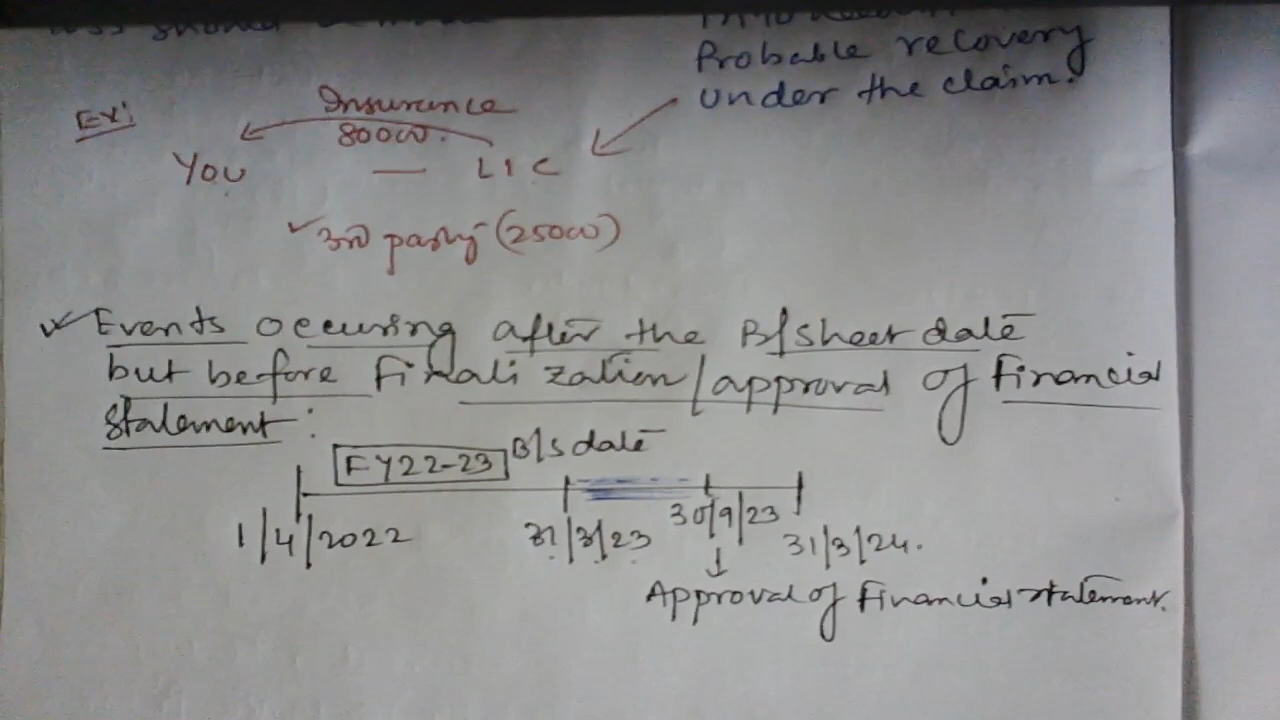 Probable recovery
under the claim.
Ex:
Insurance
8000/-
You — LIC
✓ 3rd party (2500/-)
✓ Events occuring after the B/Sheet date
but before Finalization/approval of Financial
statement:
FY22-23 B/S date
1/4/2022 31/3/23 30/9/23 31/3/24.
↓
Approval of Financial statement.